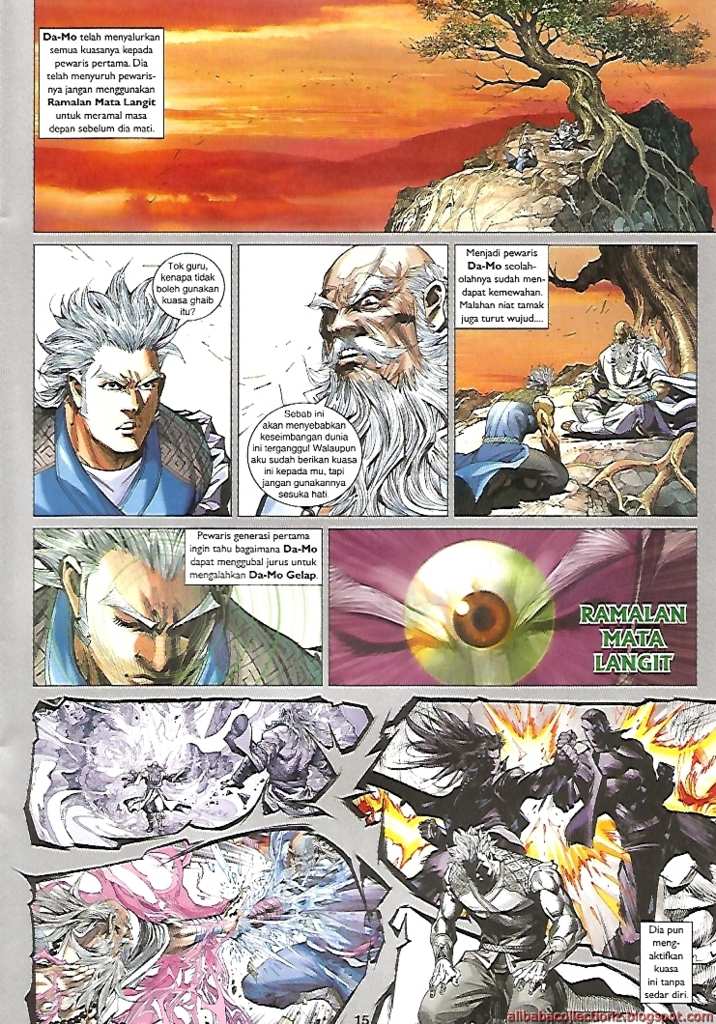 Da-Mo telah menyalurkan
semua kuasanya kepada
pewaris pertama. Dia
telah menyuruh pewaris-
nya jangan menggunakan
Ramalan Mata Langit
untuk meramal masa
depan sebelum dia mati.
Tok guru,
kenapa tidak
boleh gunakan
kuasa ghaib
itu?
Sebab ini
akan menyebabkan
keseimbangan dunia
ini terganggu! Walaupun
aku sudah berikan kuasa
ini kepada mu, tapi
jangan gunakannya
sesuka hati
Menjadi pewaris
Da-Mo seolah-
olahnya sudah men-
dapat kemewahan.
Malahan niat tamak
juga turut wujud....
Pewaris generasi pertama
ingin tahu bagaimana Da-Mo
dapat menggubal jurus untuk
mengalahkan Da-Mo Gelap.
RAMALAN
MATA
LANGIT
Dia pun
meng-
aktifkan
kuasa
ini tanpa
sedar diri.
15
alibabacollections.blogspot.com